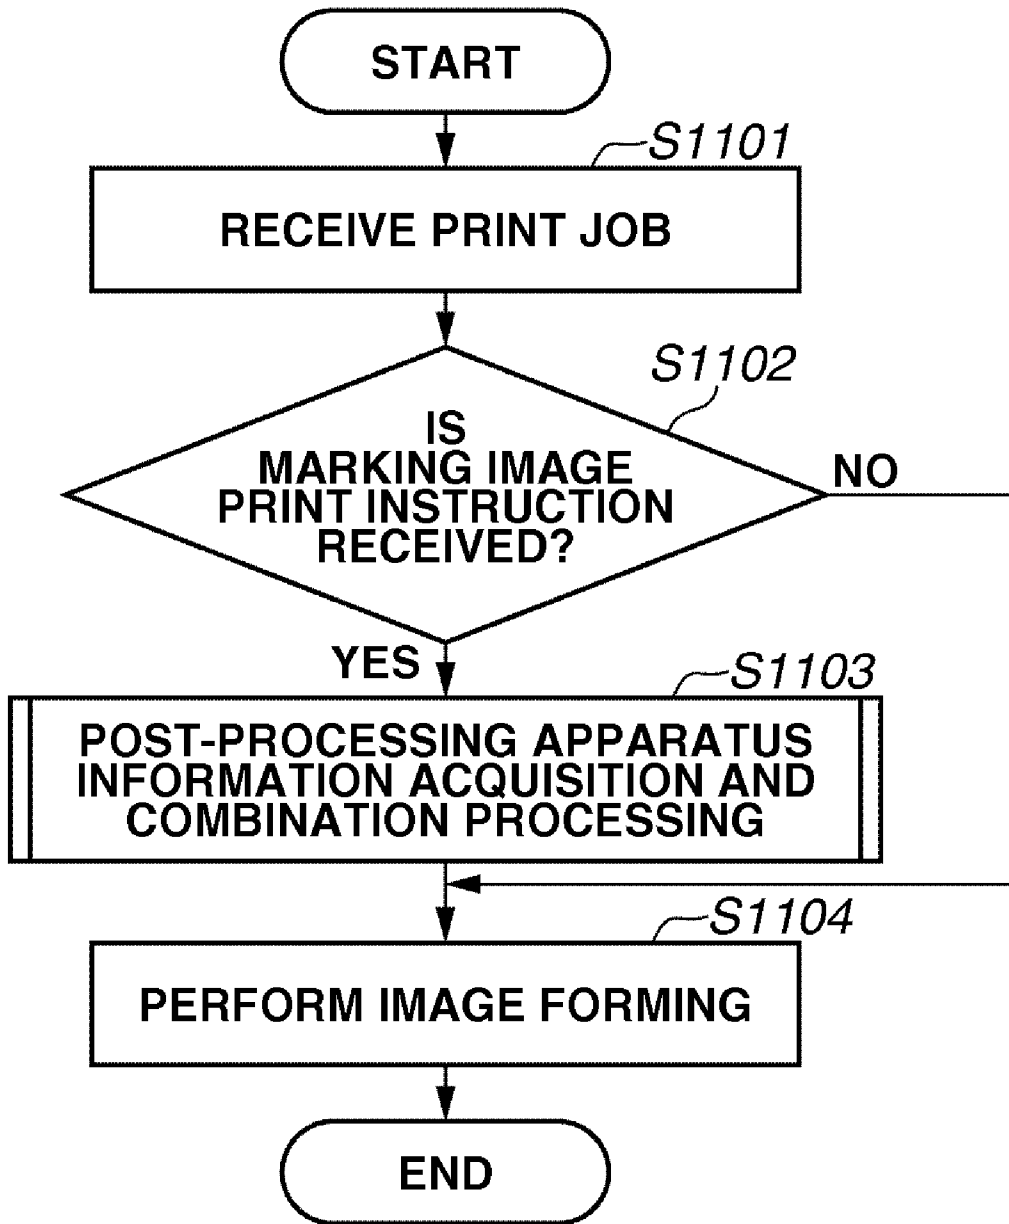 START
S1101
RECEIVE PRINT JOB
S1102
IS
MARKING IMAGE
PRINT INSTRUCTION
RECEIVED?
NO
YES
S1103
POST-PROCESSING APPARATUS
INFORMATION ACQUISITION AND
COMBINATION PROCESSING
S1104
PERFORM IMAGE FORMING
END